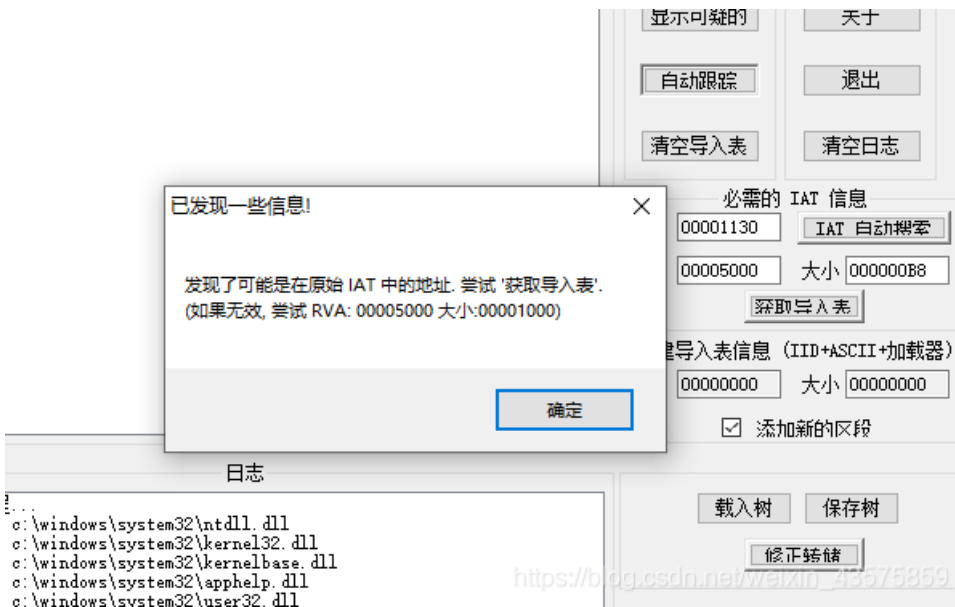 显示可疑的 关于
自动跟踪 退出
清空导入表 清空日志
必需的 IAT 信息
00001130 IAT 自动搜索
00005000 大小 000000B8
获取导入表
建导入表信息 (IID+ASCII+加载器)
00000000 大小 00000000
添加新的区段
已发现一些信息!
发现了可能是在原始 IAT 中的地址. 尝试 '获取导入表'.
(如果无效, 尝试 RVA: 00005000 大小:00001000)
确定
日志
程...
c:\windows\system32\ntdll.dll
c:\windows\system32\kernel32.dll
c:\windows\system32\kernelbase.dll
c:\windows\system32\apphelp.dll
c:\windows\system32\user32.dll
载入树 保存树
修正转储
https://blog.csdn.net/weixin_43575859